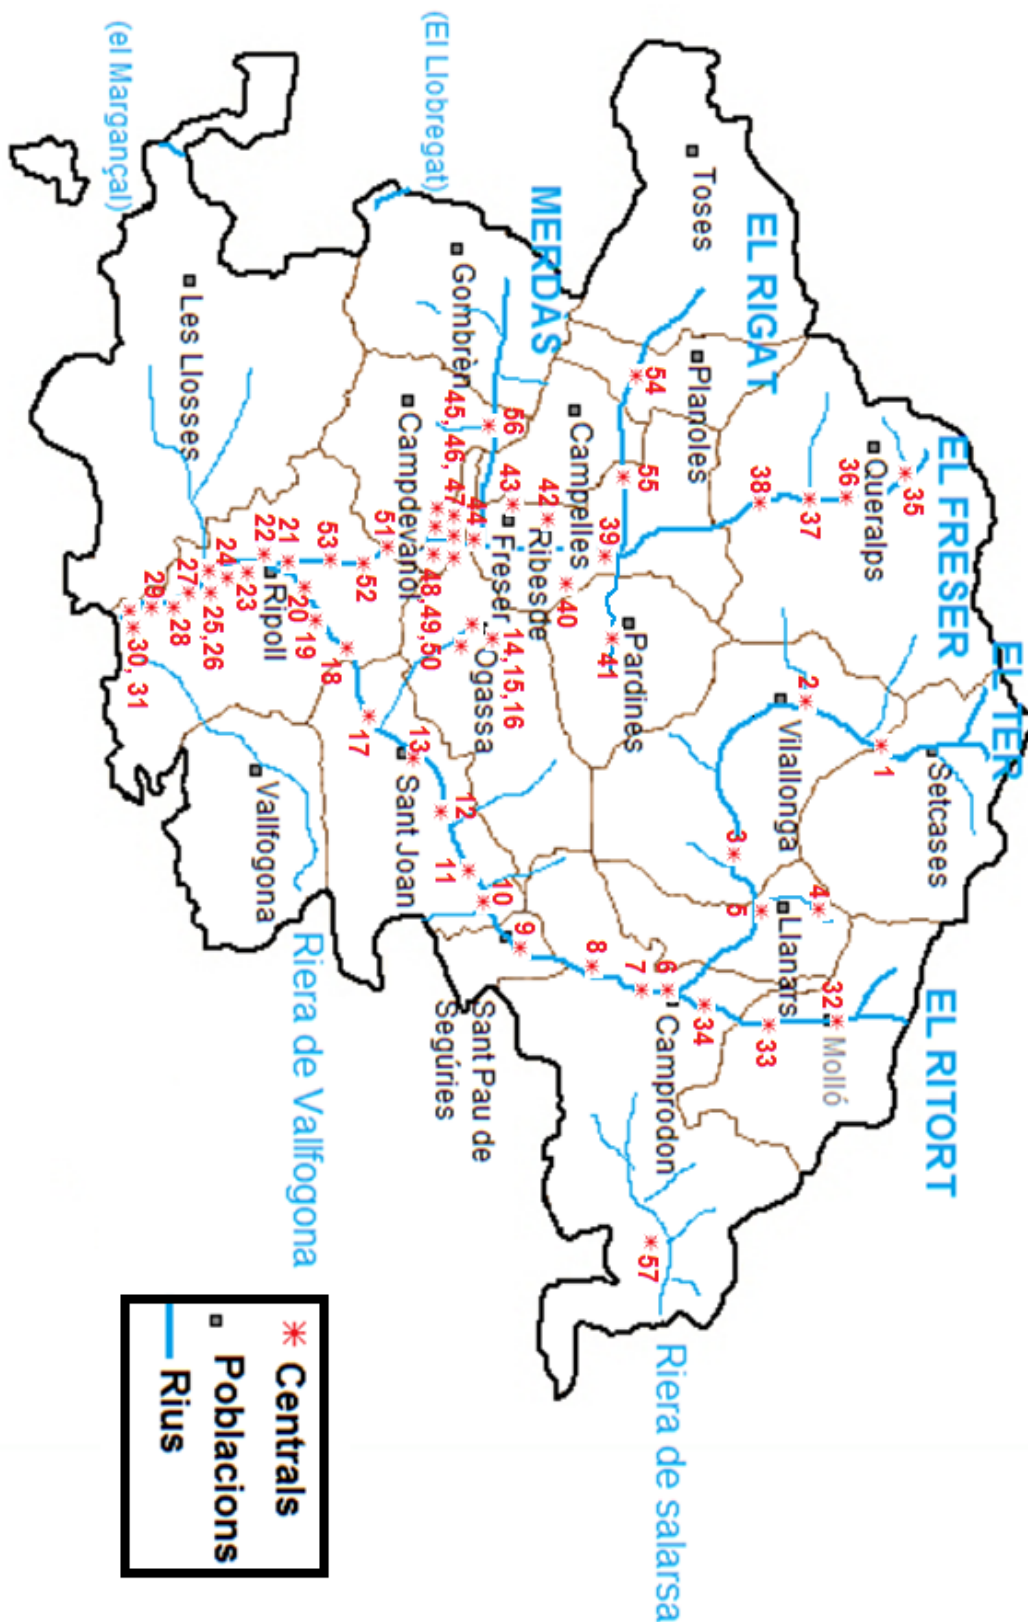 EL TER
EL FRESER
EL RITORT
Setcases
35
1
Queralps
36
Molló
32
4
37
2
Vilallonga
Llanars
EL RIGAT
38
33
3
5
Toses
Planoles
34
Camprodon
6
Riera de salarsa
54
55
Pardines
7
57
39
41
8
Campelles
40
MERDÀS
42
Ribes de
Freser
43
9
56
44
14,15,16
10
Ogassa
Sant Pau de
Segúries
Gombrèn
45, 46, 47
12
11
(El Llobregat)
48,49,50
13
Campdevànol
Sant Joan
51
52
17
53
18
Riera de Vallfogona
21
20
19
22
Ripoll
23
Vallfogona
24
25,26
27
Les Llosses
28
29
30, 31
(el Margançal)
Centrals
Poblacions
Rius